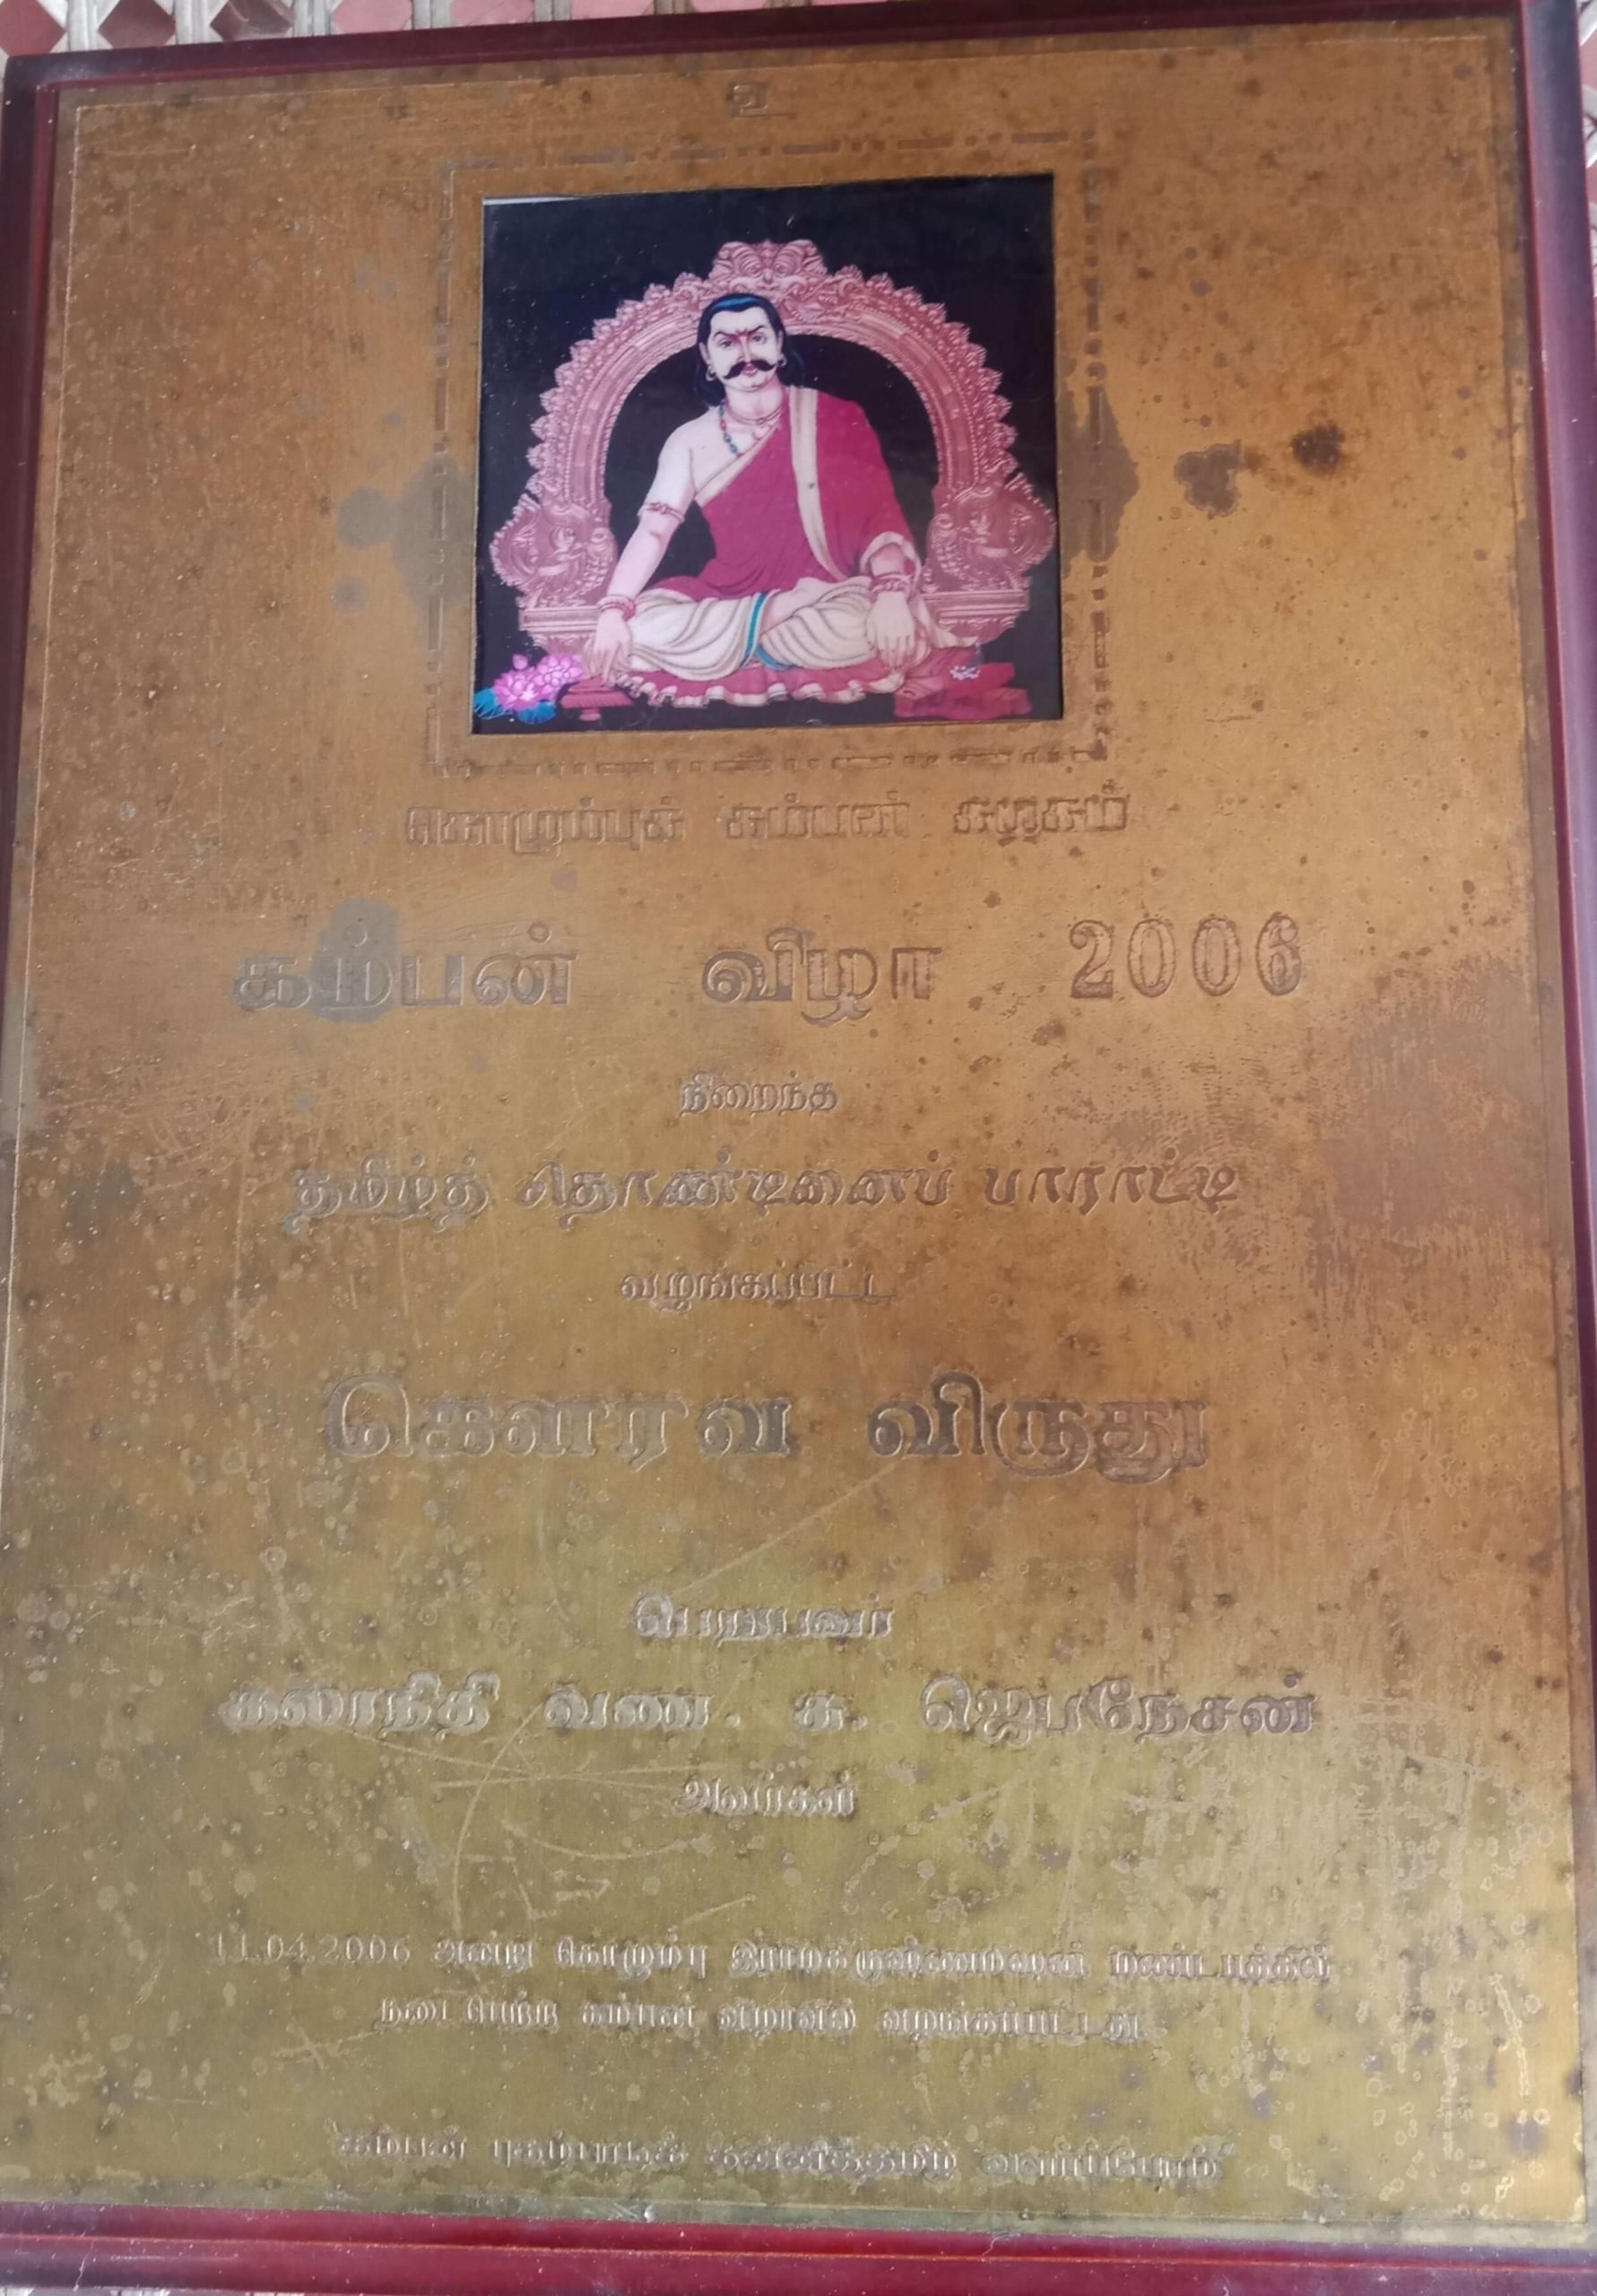 உ
கொழும்புக் கம்பன் கழகம்
கம்பன் விழா 2006
நிறைந்த
தமிழ்த் தொண்டினைப் பாராட்டி
வழங்கப்பட்ட
கௌரவ விருது
பெறுபவர்
கலாநிதி வண. க. ஜெபநேசன்
அவர்கள்
11.04.2006 அன்று கொழும்பு இராமகிருஷ்ணமிஷன் மண்டபத்தில்
நடைபெற்ற கம்பன் விழாவில் வழங்கப்பட்டது
கம்பன் புகழ்பாடிக் கன்னித்தமிழ் வளர்ப்போம்